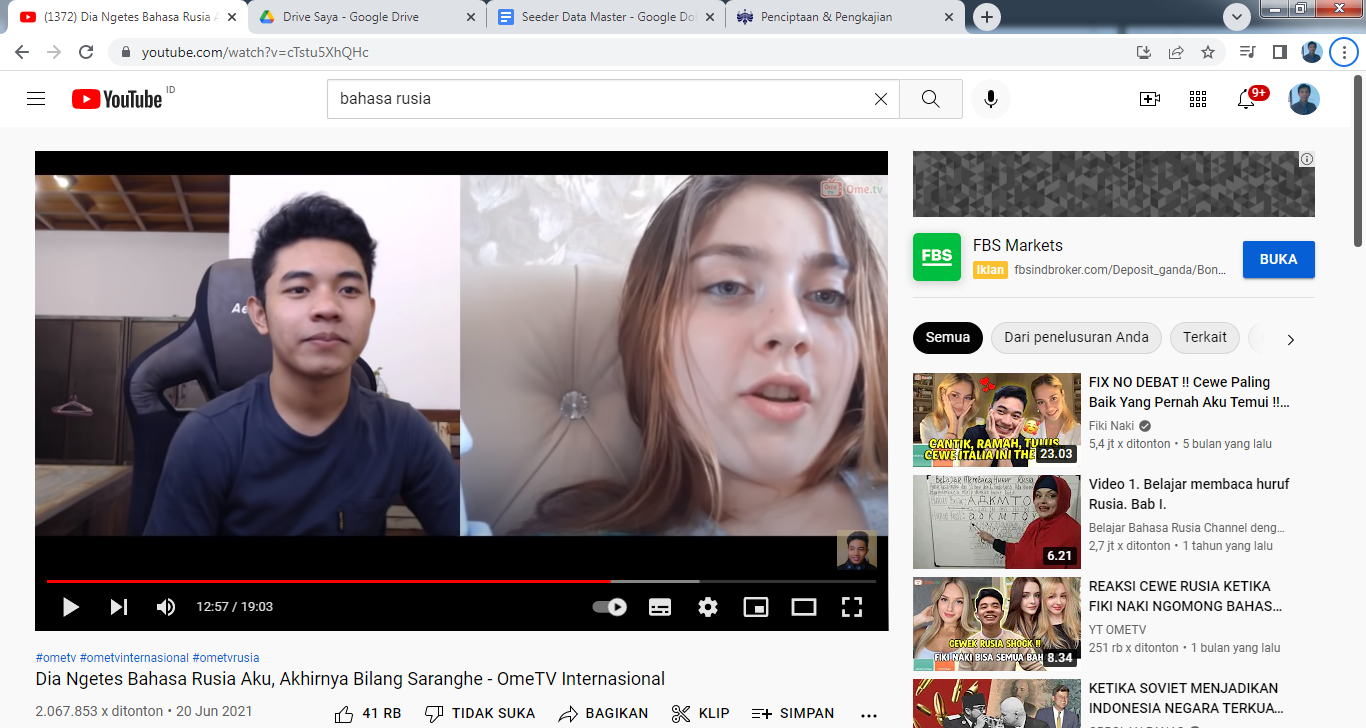 (1372) Dia Ngetes Bahasa Rusia A
Drive Saya - Google Drive
Seeder Data Master - Google Do
Penciptaan & Pengkajian
youtube.com/watch?v=cTstu5XhQHc
YouTube ID
bahasa rusia
9+
Ome.tv
FBS
FBS Markets
Iklan fbsindbroker.com/Deposit_ganda/Bon...
BUKA
Semua
Dari penelusuran Anda
Terkait
FIX NO DEBAT !! Cewe Paling
Baik Yang Pernah Aku Temui !!...
Fiki Naki
5,4 jt x ditonton • 5 bulan yang lalu
CANTIK, RAMAH, TULUS
CEWE ITALIA INI THE
23.03
Video 1. Belajar membaca huruf
Rusia. Bab I.
Belajar Bahasa Rusia Channel deng...
2,7 jt x ditonton • 1 tahun yang lalu
6.21
REAKSI CEWE RUSIA KETIKA
FIKI NAKI NGOMONG BAHAS...
YT OMETV
251 rb x ditonton • 1 bulan yang lalu
CEWEK RUSIA SHOCK !!
FIKI NAKI BISA SEMUA BAH
8.34
KETIKA SOVIET MENJADIKAN
INDONESIA NEGARA TERKUA...
12:57 / 19:03
#ometv #ometvinternasional #ometvrusia
Dia Ngetes Bahasa Rusia Aku, Akhirnya Bilang Saranghe - OmeTV Internasional
2.067.853 x ditonton • 20 Jun 2021
41 RB
TIDAK SUKA
BAGIKAN
KLIP
SIMPAN